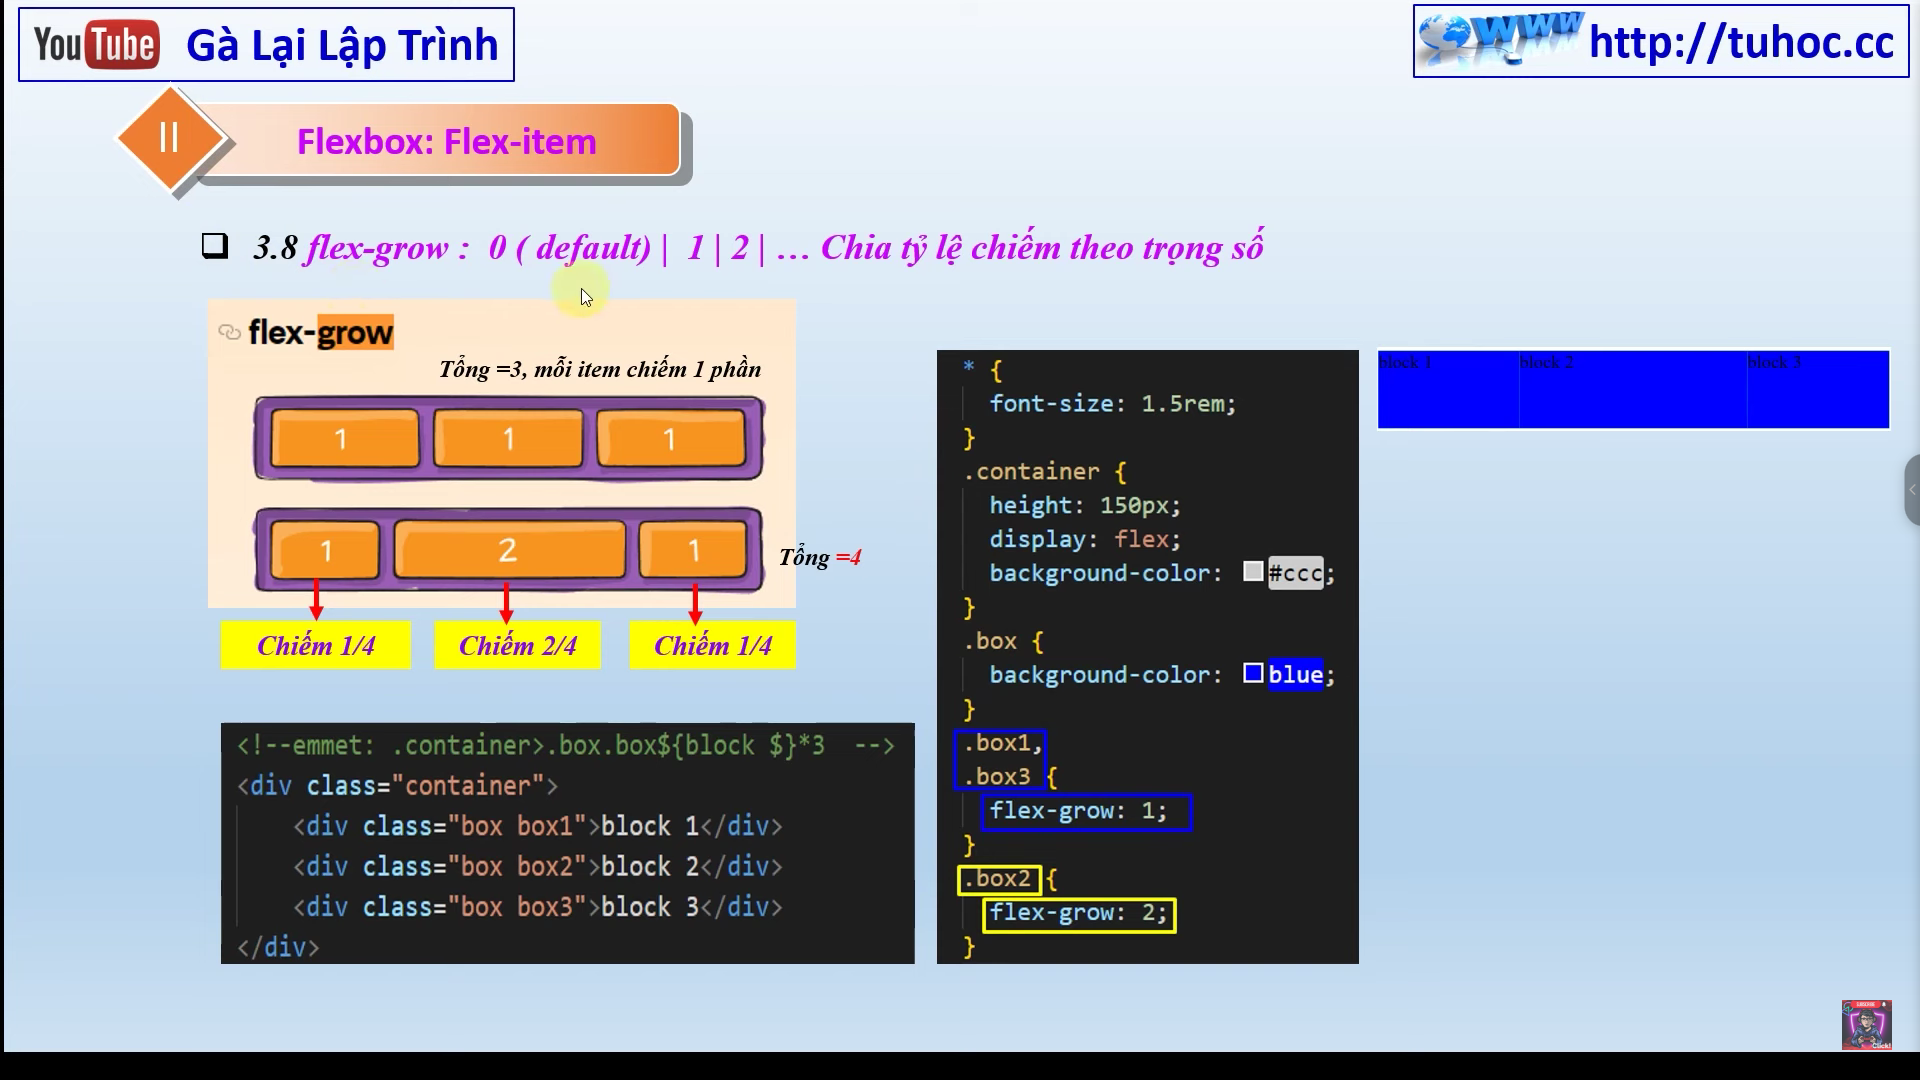 YouTube Gà Lại Lập Trình
WWW http://tuhoc.cc
II
Flexbox: Flex-item
3.8 flex-grow : 0 ( default) | 1 | 2 | … Chia tỷ lệ chiếm theo trọng số
flex-grow
Tổng =3, mỗi item chiếm 1 phần
1 1 1
1 2 1
Tổng =4
Chiếm 1/4 Chiếm 2/4 Chiếm 1/4
<!--emmet: .container>.box.box${block $}*3 -->
<div class="container">
<div class="box box1">block 1</div>
<div class="box box2">block 2</div>
<div class="box box3">block 3</div>
</div>
* {
font-size: 1.5rem;
}
.container {
height: 150px;
display: flex;
background-color: #ccc;
}
.box {
background-color: blue;
}
.box1,
.box3 {
flex-grow: 1;
}
.box2 {
flex-grow: 2;
}
block 1 block 2 block 3
SUBSCRIBE
Click!